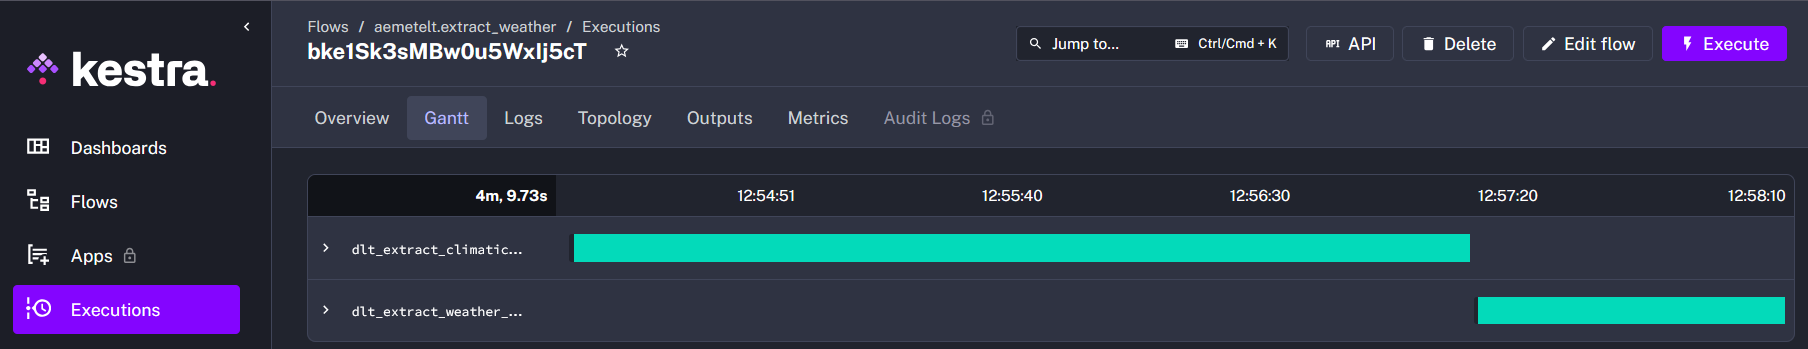 kestra.
Dashboards
Flows
Apps
Executions
Flows / aemetelt.extract_weather / Executions
bke1Sk3sMBw0u5WxIj5cT
Jump to... Ctrl/Cmd + K
API API
Delete
Edit flow
Execute
Overview Gantt Logs Topology Outputs Metrics Audit Logs
4m, 9.73s 12:54:51 12:55:40 12:56:30 12:57:20 12:58:10
dlt_extract_climatic...
dlt_extract_weather_...